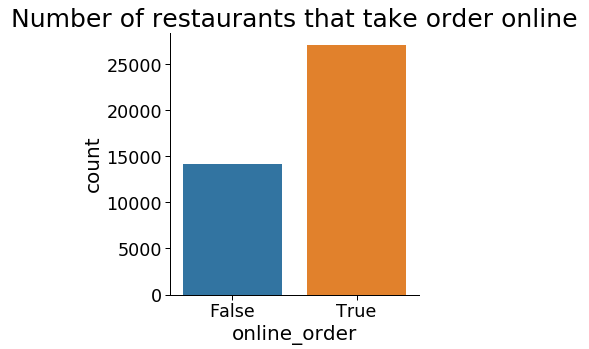 Number of restaurants that take order online
25000
20000
15000
10000
5000
0
count
False True
online_order